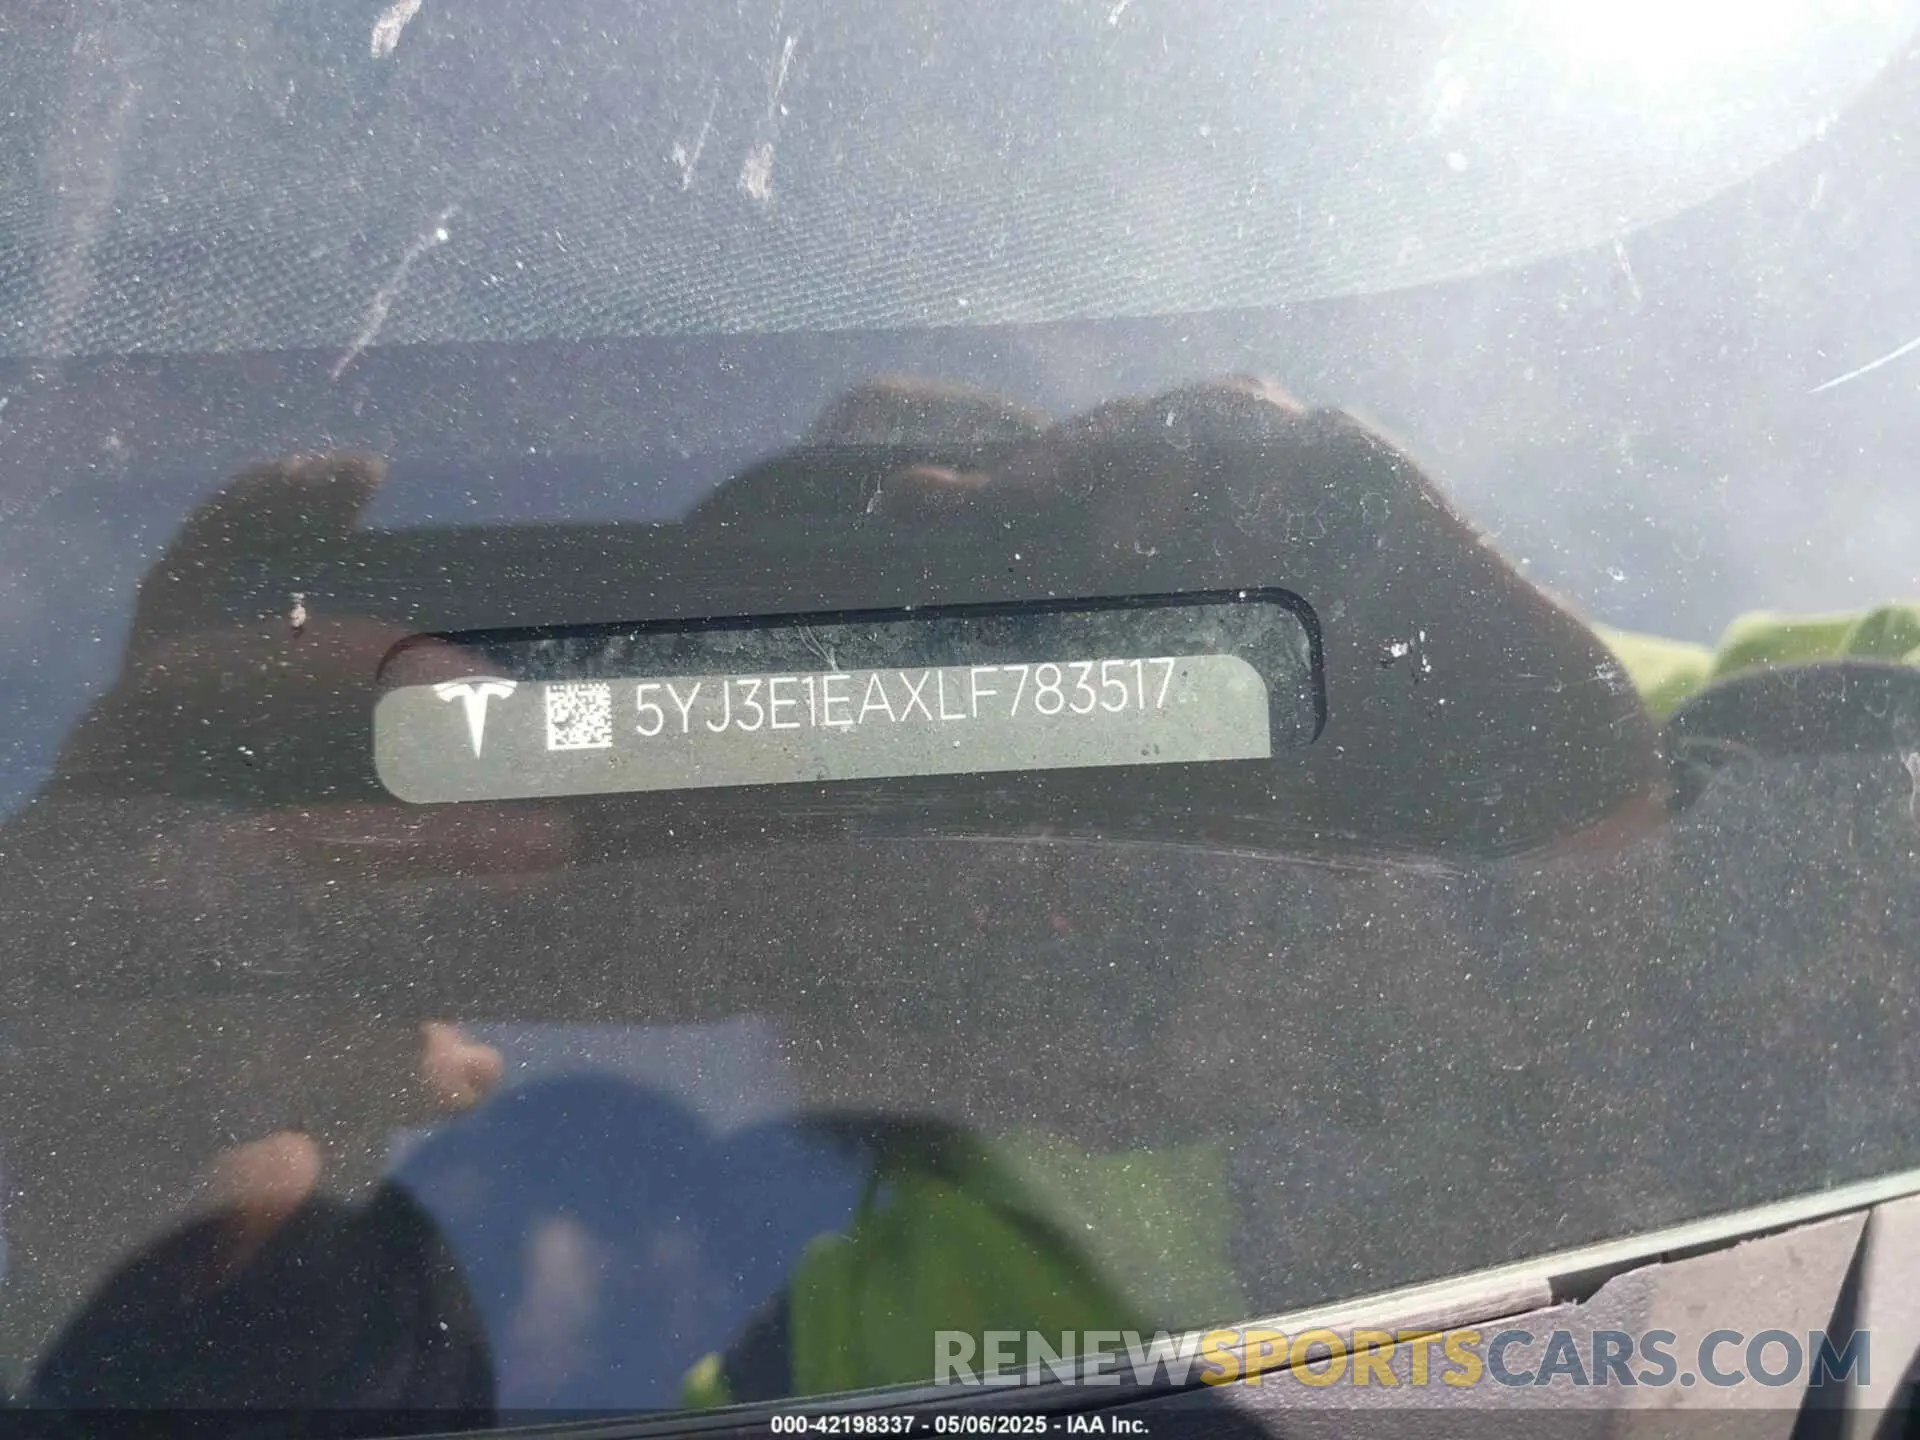 5YJ3E1EAXLF783517
RENEWSPORTSCARS.COM
000-42198337 - 05/06/2025 - IAA Inc.